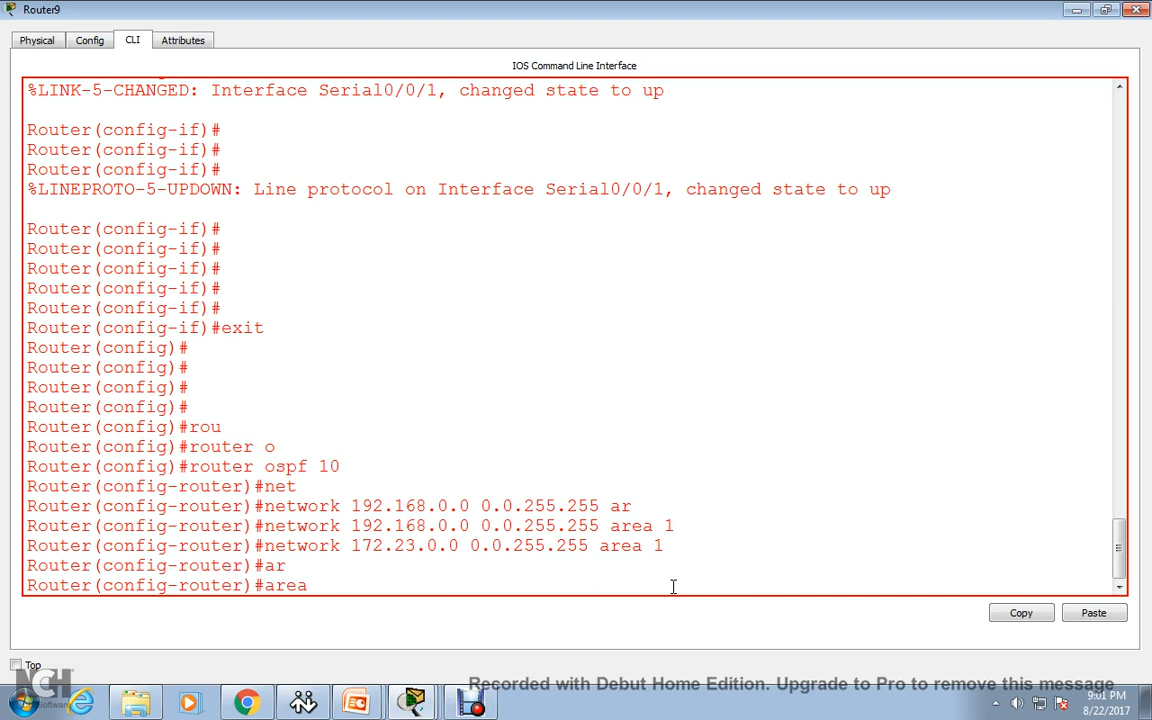 Router9
Physical Config CLI Attributes
IOS Command Line Interface
%LINK-5-CHANGED: Interface Serial0/0/1, changed state to up
Router(config-if)#
Router(config-if)#
Router(config-if)#
%LINEPROTO-5-UPDOWN: Line protocol on Interface Serial0/0/1, changed state to up
Router(config-if)#
Router(config-if)#
Router(config-if)#
Router(config-if)#
Router(config-if)#
Router(config-if)#exit
Router(config)#
Router(config)#
Router(config)#
Router(config)#
Router(config)#rou
Router(config)#router o
Router(config)#router ospf 10
Router(config-router)#net
Router(config-router)#network 192.168.0.0 0.0.255.255 ar
Router(config-router)#network 192.168.0.0 0.0.255.255 area 1
Router(config-router)#network 172.23.0.0 0.0.255.255 area 1
Router(config-router)#ar
Router(config-router)#area
Copy Paste
Top
NCH Software
Recorded with Debut Home Edition. Upgrade to Pro to remove this message
9:01 PM
8/22/2017